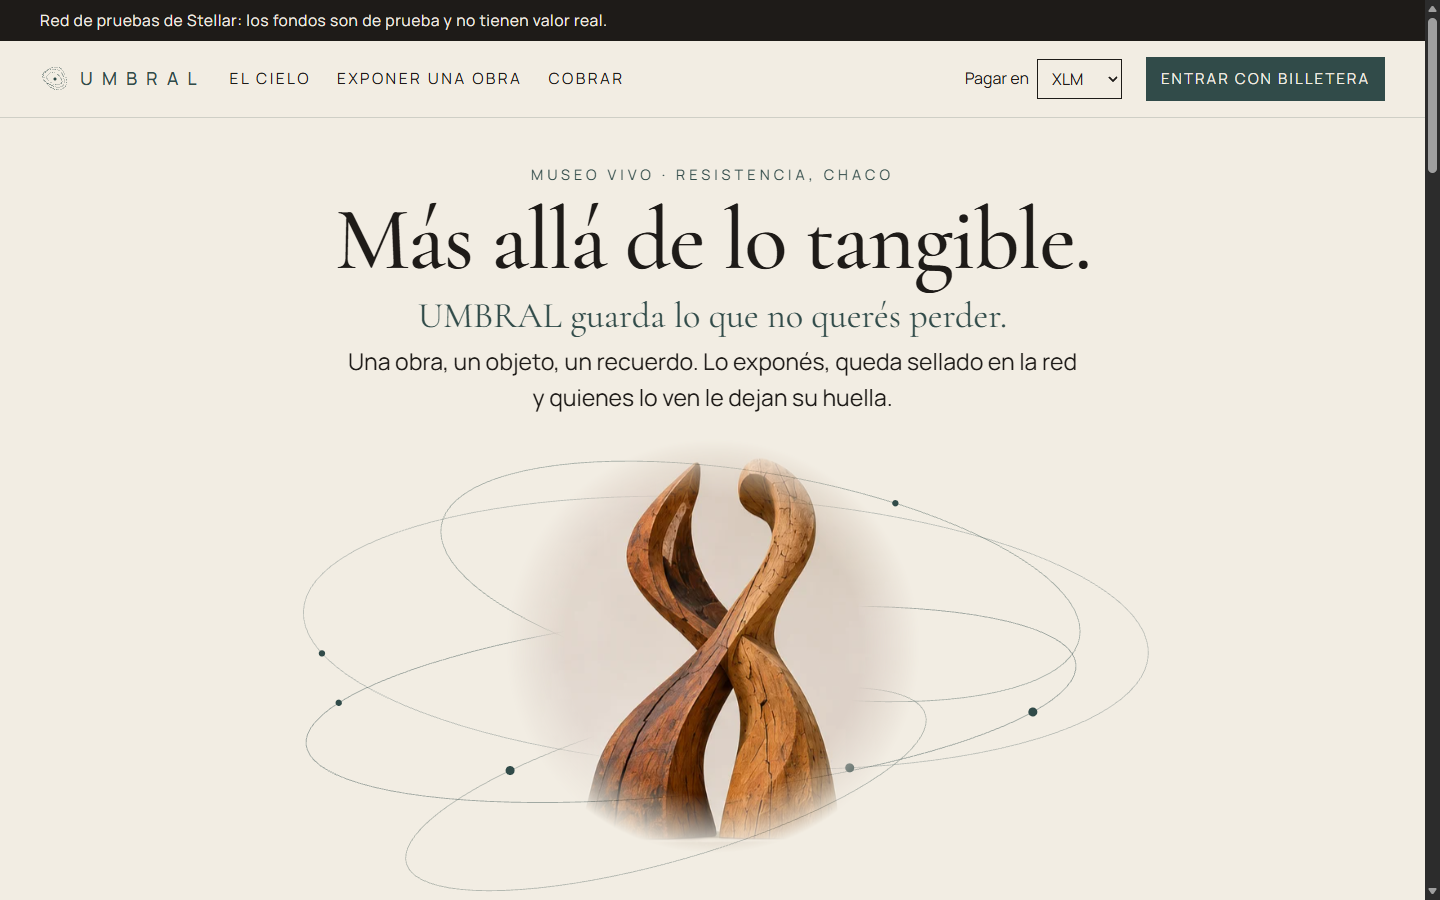 Red de pruebas de Stellar: los fondos son de prueba y no tienen valor real.
UMBRAL EL CIELO EXPONER UNA OBRA COBRAR Pagar en XLM ENTRAR CON BILLETERA
MUSEO VIVO · RESISTENCIA, CHACO
Más allá de lo tangible.
UMBRAL guarda lo que no querés perder.
Una obra, un objeto, un recuerdo. Lo exponés, queda sellado en la red
y quienes lo ven le dejan su huella.